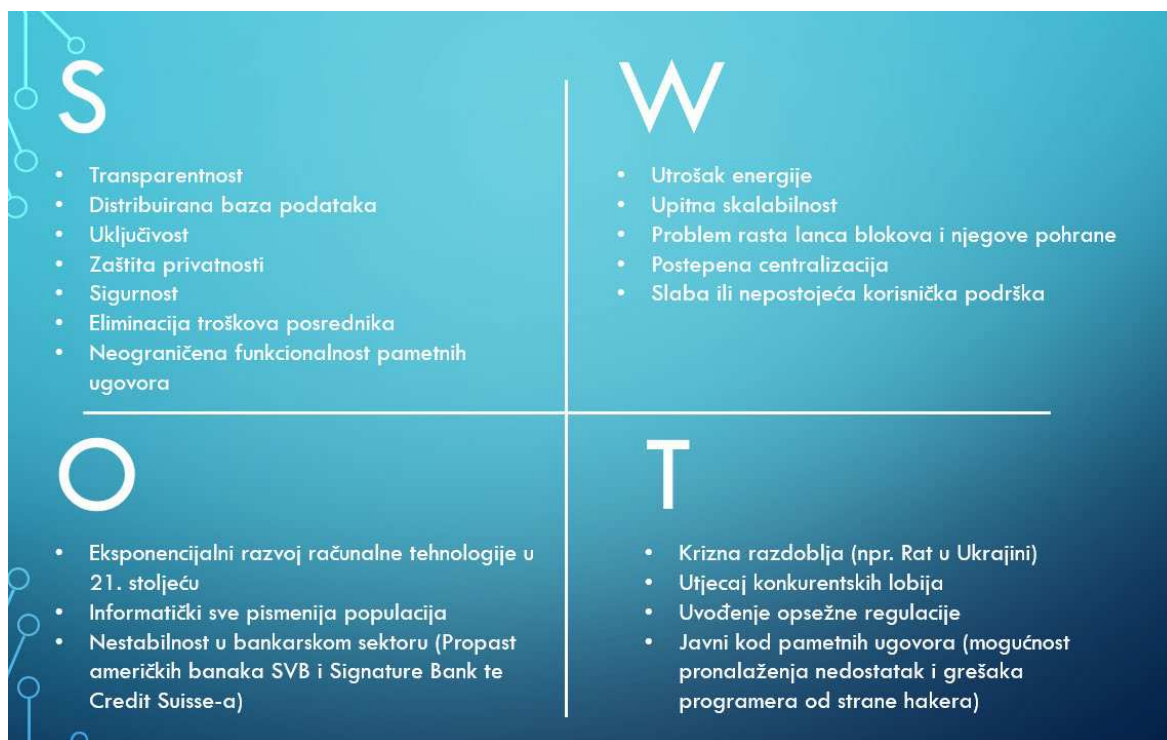 S
• Transparentnost
• Distribuirana baza podataka
• Uključivost
• Zaštita privatnosti
• Sigurnost
• Eliminacija troškova posrednika
• Neograničena funkcionalnost pametnih
ugovora
W
• Utrošak energije
• Upitna skalabilnost
• Problem rasta lanca blokova i njegove pohrane
• Postepena centralizacija
• Slaba ili nepostojeća korisnička podrška
O
• Eksponencijalni razvoj računalne tehnologije u
21. stoljeću
• Informatički sve pismenija populacija
• Nestabilnost u bankarskom sektoru (Propast
američkih banaka SVB i Signature Bank te
Credit Suisse-a)
T
• Krizna razdoblja (npr. Rat u Ukrajini)
• Utjecaj konkurentskih lobija
• Uvođenje opsežne regulacije
• Javni kod pametnih ugovora (mogućnost
pronalaženja nedostatak i grešaka
programera od strane hakera)